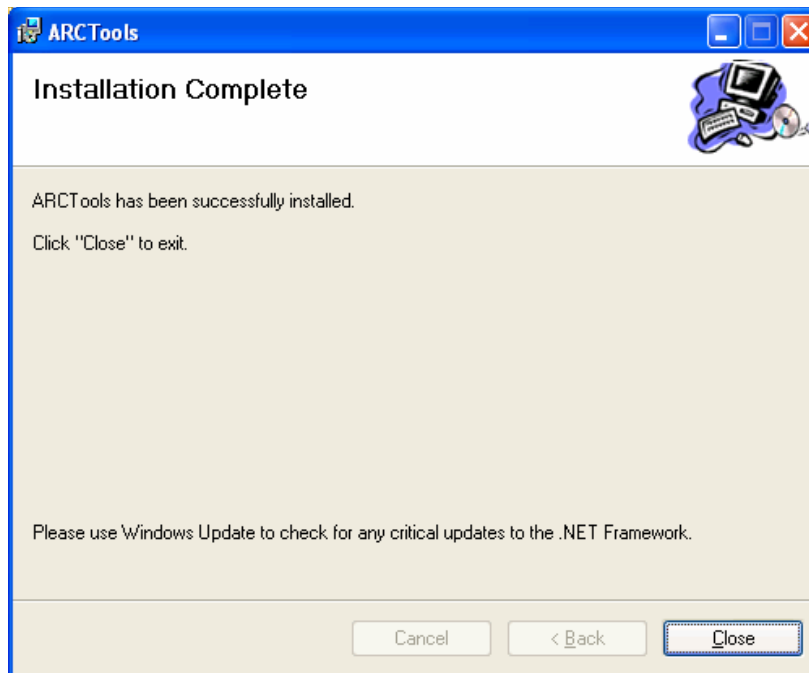 ARCTools
Installation Complete
ARCTools has been successfully installed.
Click "Close" to exit.
Please use Windows Update to check for any critical updates to the .NET Framework.
Cancel
< Back
Close